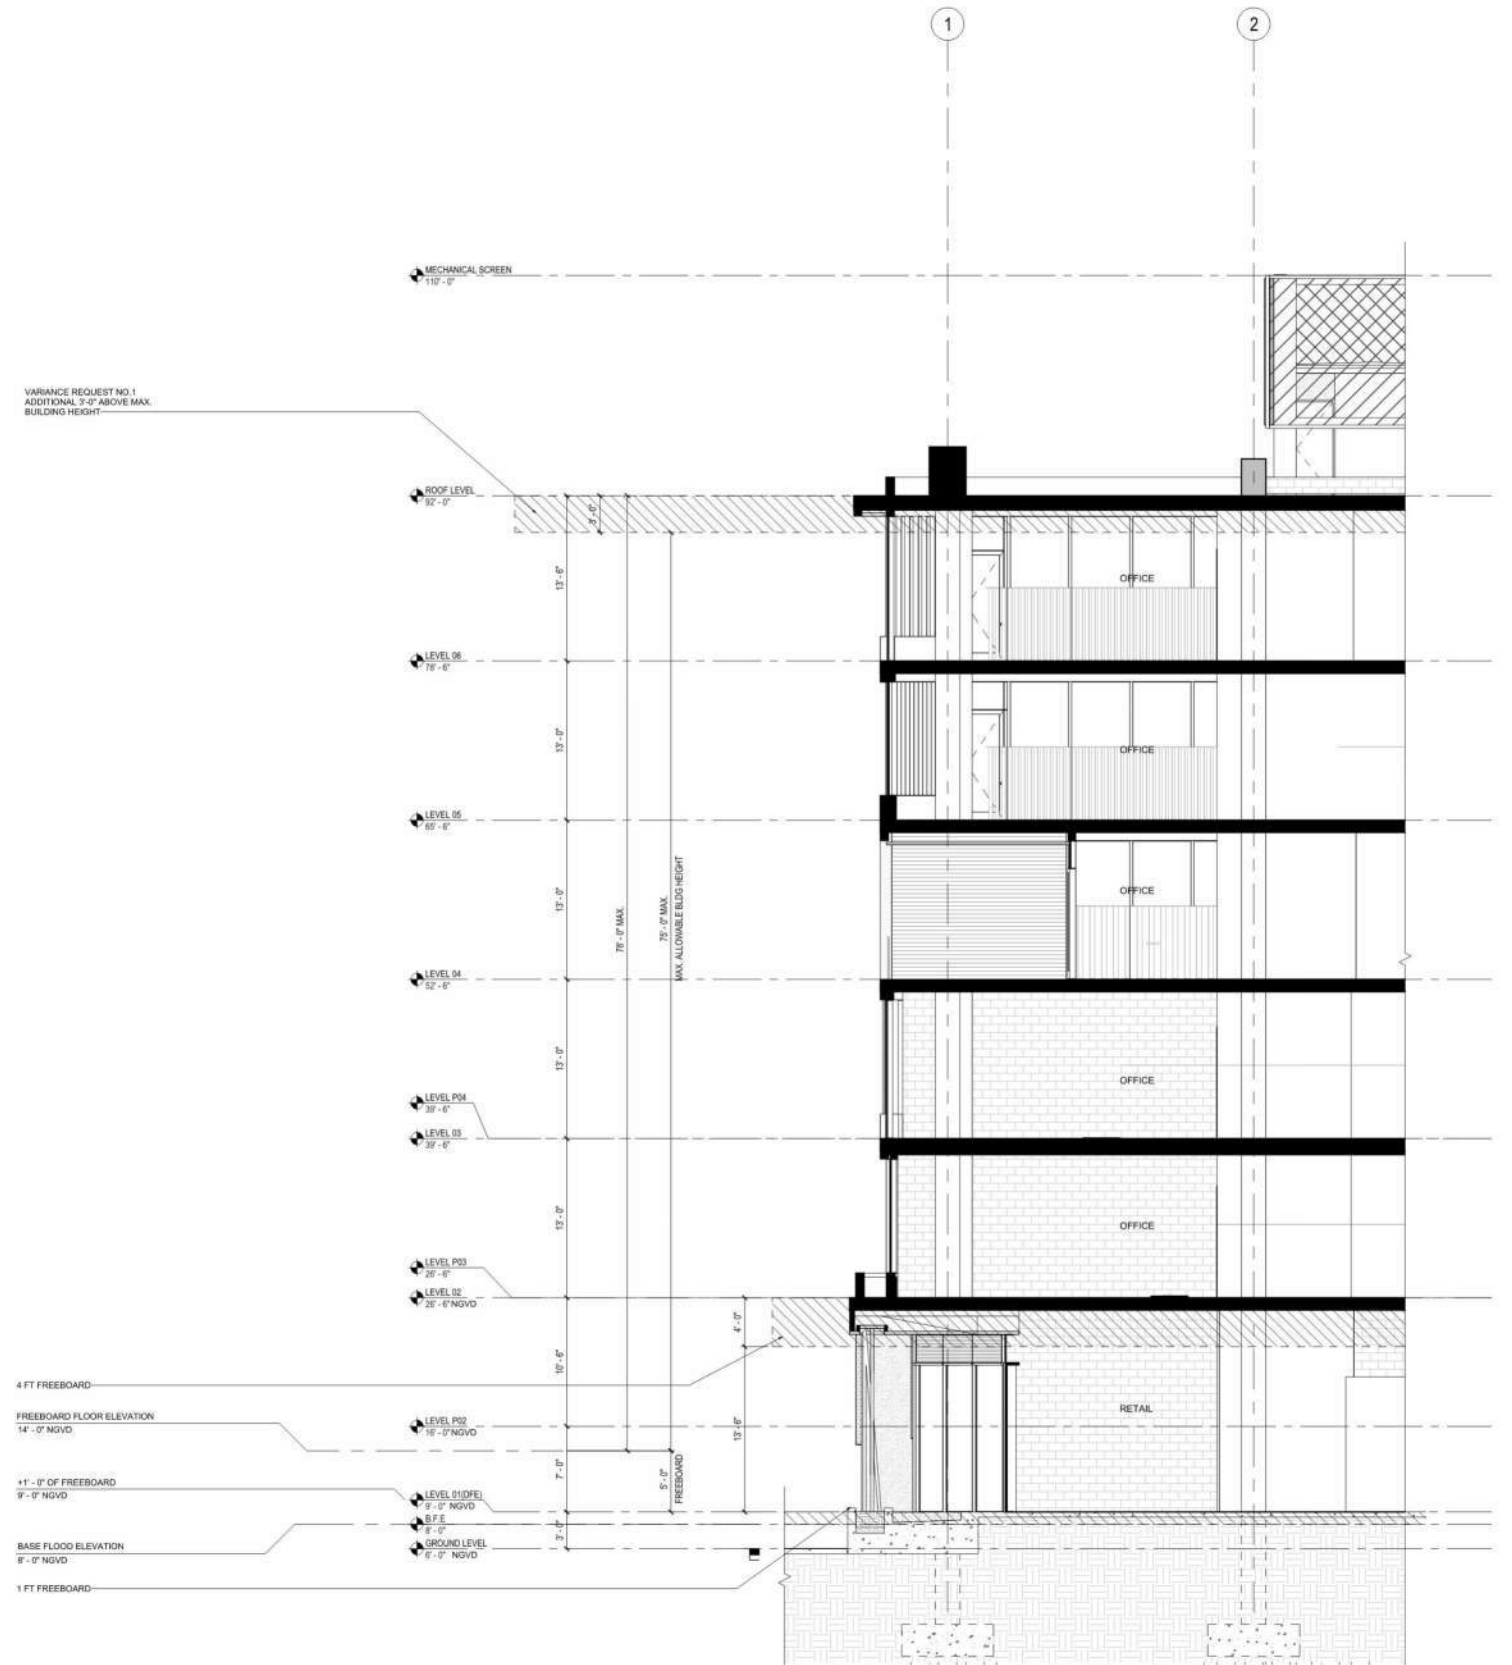 1
2
MECHANICAL SCREEN
110' - 0"
VARIANCE REQUEST NO.1
ADDITIONAL 3'-0" ABOVE MAX.
BUILDING HEIGHT
ROOF LEVEL
92' - 0"
3' - 0"
13' - 6"
OFFICE
LEVEL 06
78' - 6"
13' - 0"
OFFICE
LEVEL 05
65' - 6"
13' - 0"
OFFICE
78' - 0" MAX.
75' - 0" MAX.
MAX. ALLOWABLE BLDG HEIGHT
LEVEL 04
52' - 6"
13' - 0"
OFFICE
LEVEL P04
39' - 6"
LEVEL 03
39' - 6"
13' - 0"
OFFICE
LEVEL P03
26' - 6"
LEVEL 02
26' - 6" NGVD
4' - 0"
10' - 6"
4 FT FREEBOARD
FREEBOARD FLOOR ELEVATION
14' - 0" NGVD
LEVEL P02
16' - 0" NGVD
13' - 6"
RETAIL
7' - 0"
5' - 0"
FREEBOARD
+1' - 0" OF FREEBOARD
9' - 0" NGVD
LEVEL 01(DFE)
9' - 0" NGVD
B.F.E
8' - 0"
3' - 0"
BASE FLOOD ELEVATION
8' - 0" NGVD
GROUND LEVEL
6' - 0" NGVD
1 FT FREEBOARD